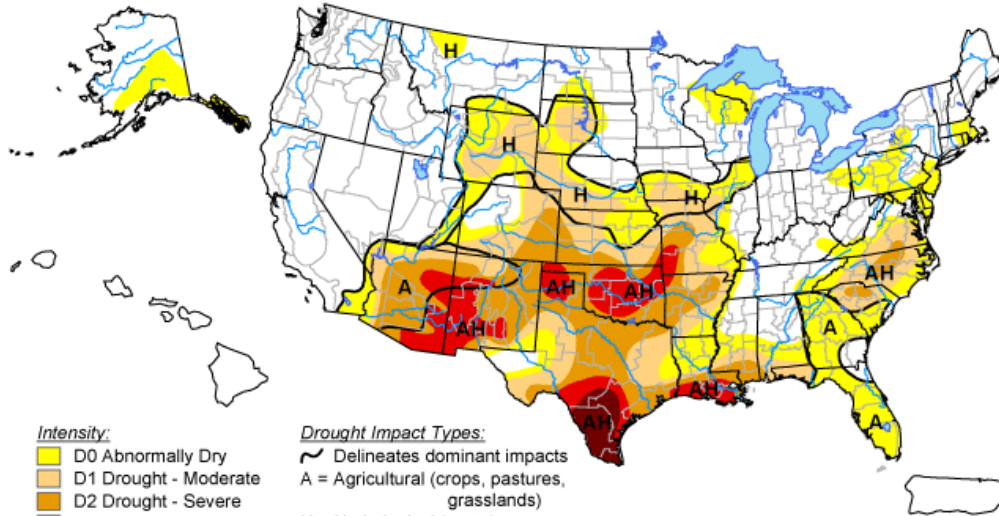 H
H
H
H
A
AH
AH
AH
AH
A
AH
AH
A
Intensity:
D0 Abnormally Dry
D1 Drought - Moderate
D2 Drought - Severe
Drought Impact Types:
Delineates dominant impacts
A = Agricultural (crops, pastures,
grasslands)